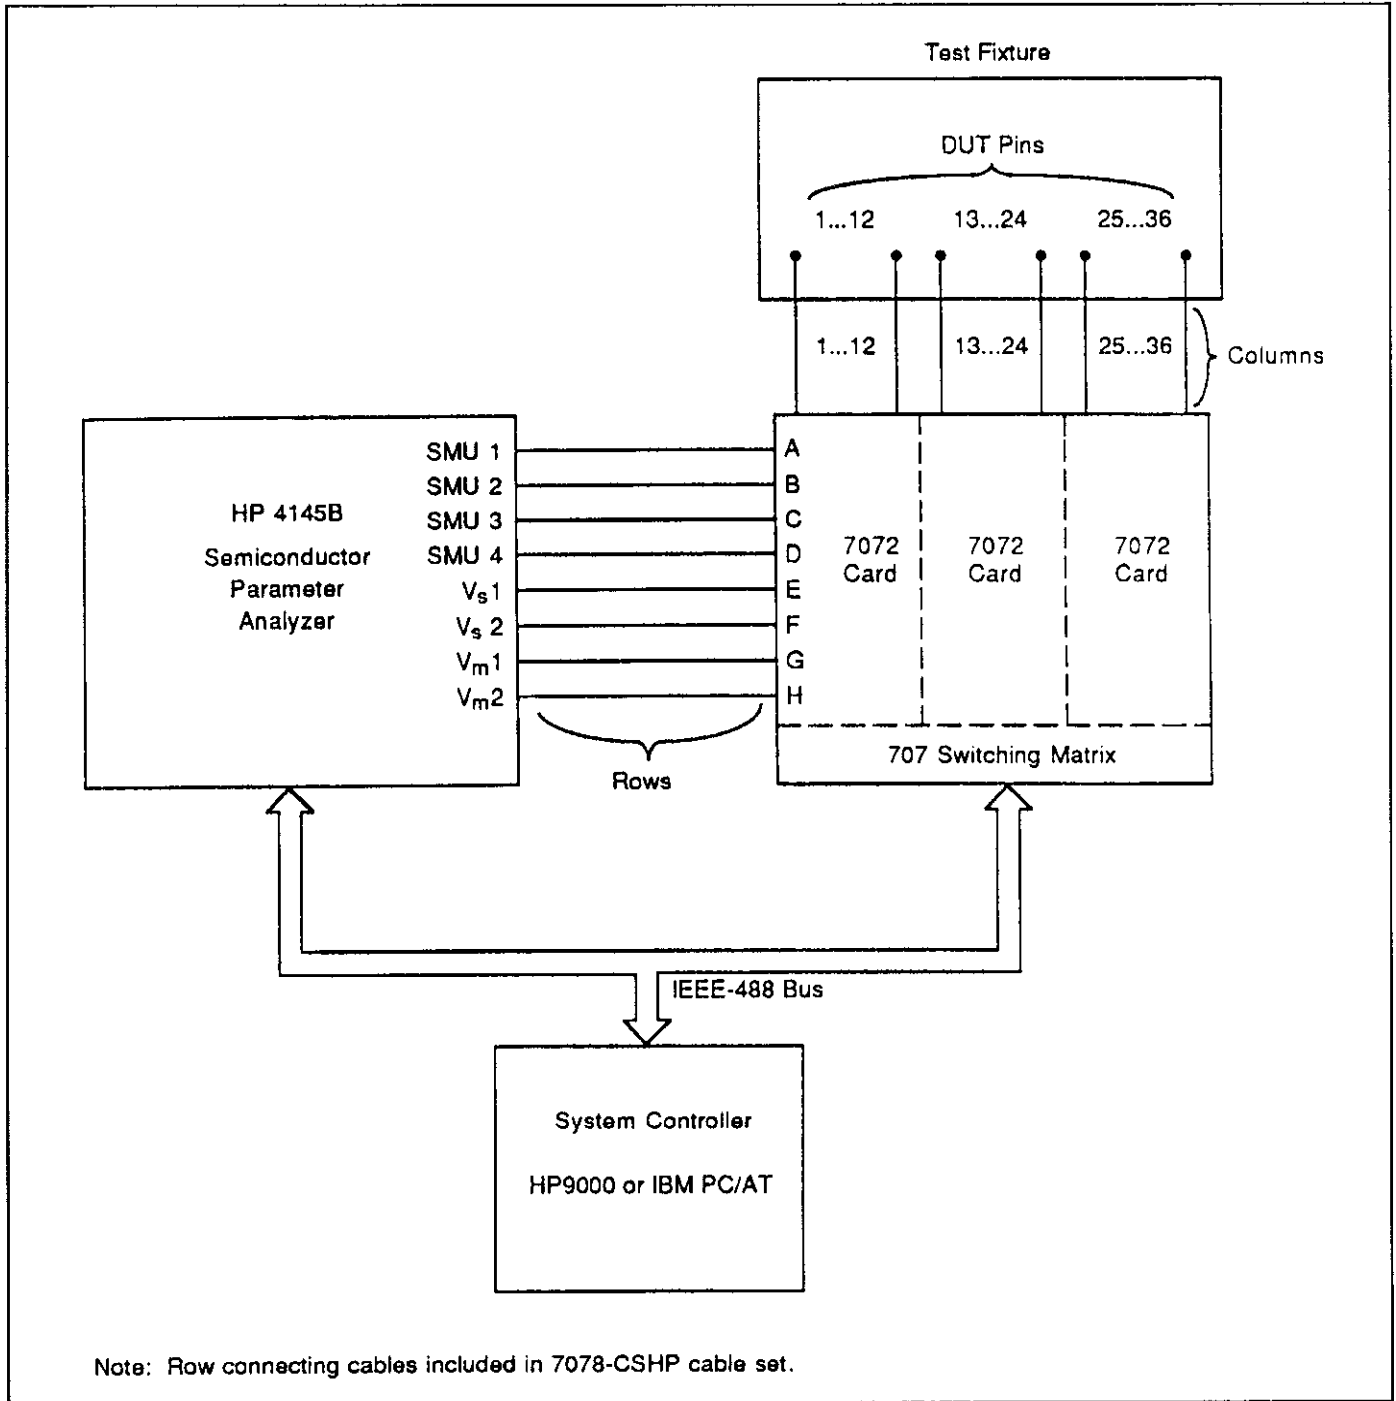 Test Fixture
DUT Pins
1...12 13...24 25...36
1...12 13...24 25...36
Columns
HP 4145B
Semiconductor
Parameter
Analyzer
SMU 1
SMU 2
SMU 3
SMU 4
Vs1
Vs 2
Vm1
Vm2
Rows
A
B
C
D
E
F
G
H
7072
Card
7072
Card
7072
Card
707 Switching Matrix
IEEE-488 Bus
System Controller
HP9000 or IBM PC/AT
Note: Row connecting cables included in 7078-CSHP cable set.